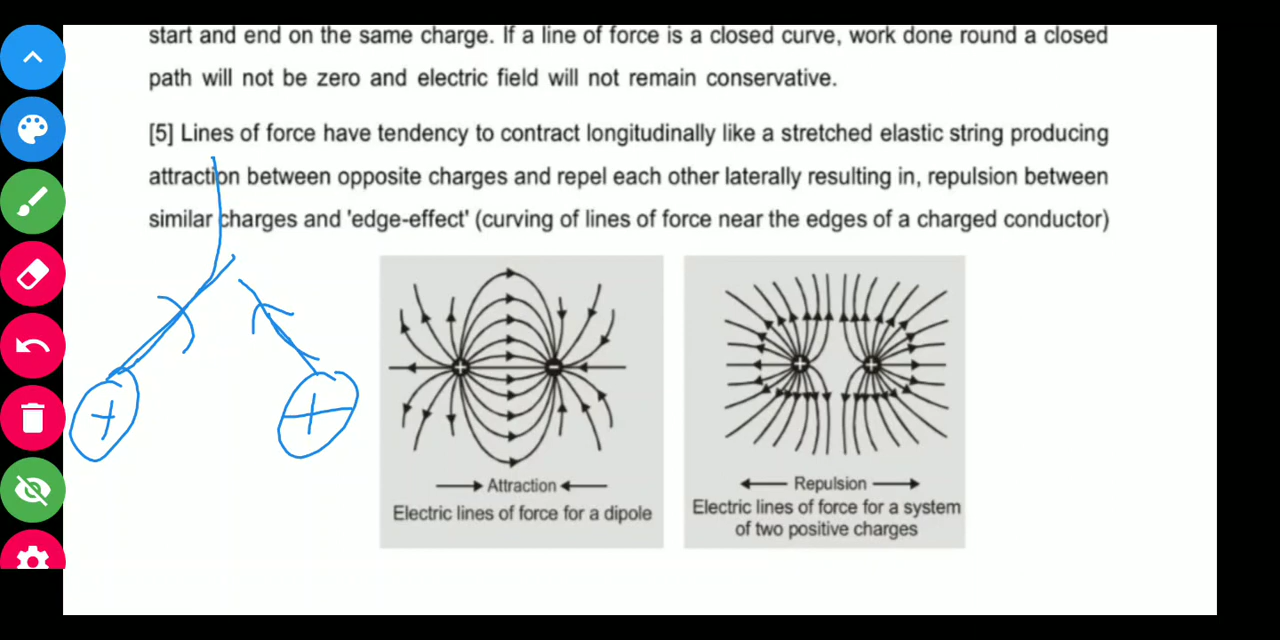 start and end on the same charge. If a line of force is a closed curve, work done round a closed
path will not be zero and electric field will not remain conservative.
[5] Lines of force have tendency to contract longitudinally like a stretched elastic string producing
attraction between opposite charges and repel each other laterally resulting in, repulsion between
similar charges and 'edge-effect' (curving of lines of force near the edges of a charged conductor)
+ -
Attraction
Electric lines of force for a dipole
+ +
Repulsion
Electric lines of force for a system
of two positive charges
+ +